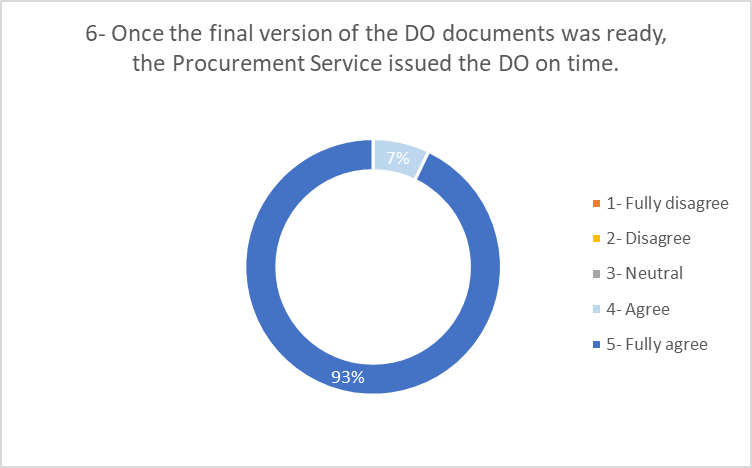 6- Once the final version of the DO documents was ready,
the Procurement Service issued the DO on time.
7%
1- Fully disagree
2- Disagree
3- Neutral
4- Agree
5- Fully agree
93%